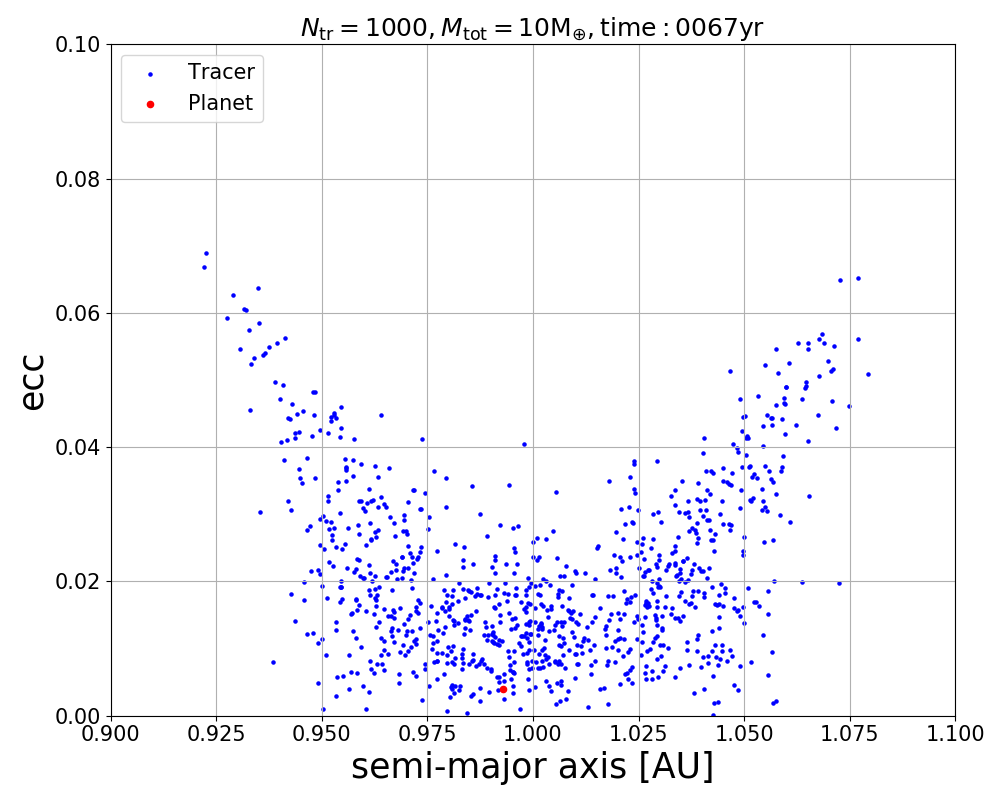 N_tr = 1000, M_tot = 10M_⊕, time : 0067yr
Tracer
Planet
0.10
0.08
0.06
0.04
0.02
0.00
ecc
0.900 0.925 0.950 0.975 1.000 1.025 1.050 1.075 1.100
semi-major axis [AU]